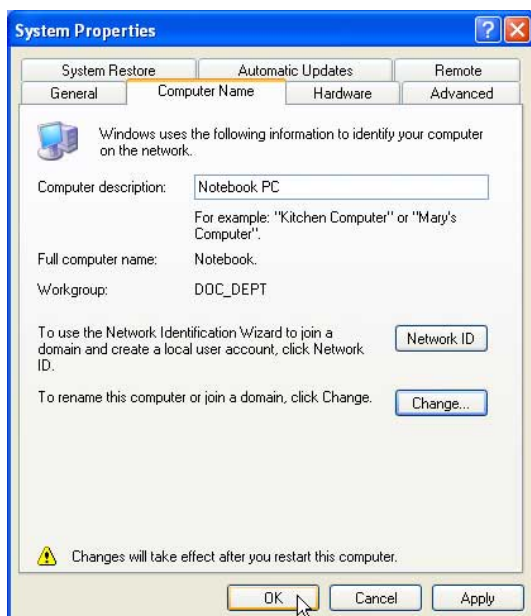 System Properties
System Restore Automatic Updates Remote
General Computer Name Hardware Advanced
Windows uses the following information to identify your computer
on the network.
Computer description: Notebook PC
For example: "Kitchen Computer" or "Mary's
Computer".
Full computer name: Notebook.
Workgroup: DOC_DEPT
To use the Network Identification Wizard to join a
domain and create a local user account, click Network
ID.
Network ID
To rename this computer or join a domain, click Change.
Change...
Changes will take effect after you restart this computer.
OK Cancel Apply